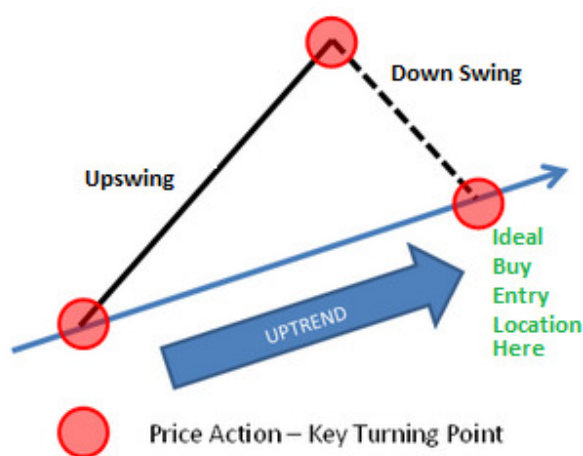 Down Swing
Upswing
Ideal
Buy
Entry
Location
Here
UPTREND
Price Action – Key Turning Point